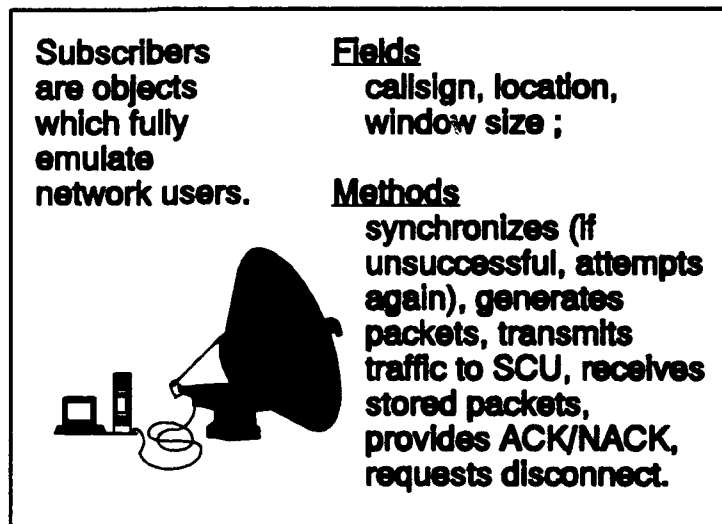 Subscribers
are objects
which fully
emulate
network users.
Fields
callsign, location,
window size ;
Methods
synchronizes (if
unsuccessful, attempts
again), generates
packets, transmits
traffic to SCU, receives
stored packets,
provides ACK/NACK,
requests disconnect.